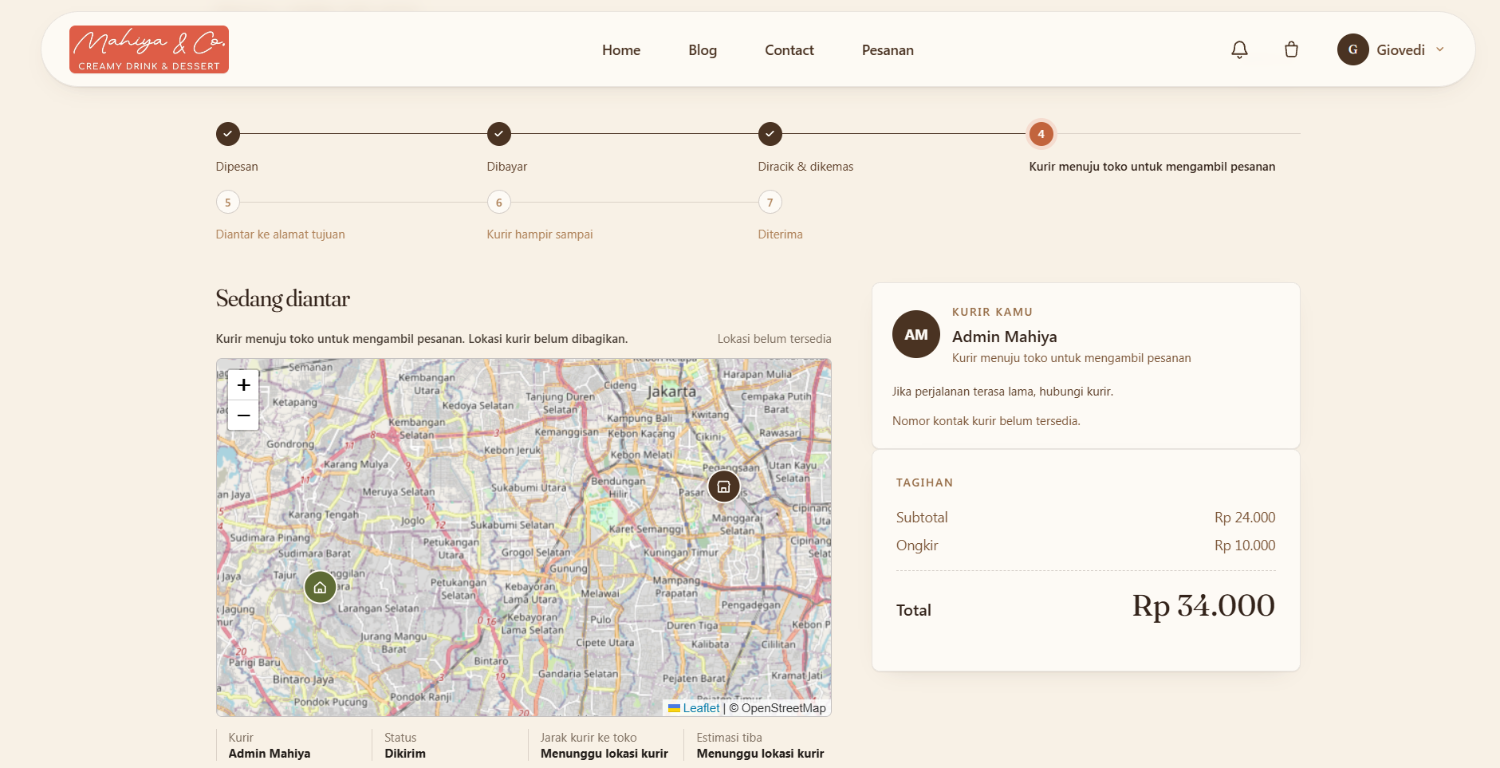 Mahiya & Co.
CREAMY DRINK & DESSERT
Home Blog Contact Pesanan
G Giovedi
4
Dipesan Dibayar Diracik & dikemas Kurir menuju toko untuk mengambil pesanan
5 6 7
Diantar ke alamat tujuan Kurir hampir sampai Diterima
Sedang diantar
Kurir menuju toko untuk mengambil pesanan. Lokasi kurir belum dibagikan. Lokasi belum tersedia
+
−
Semanan
Kembangan Utara
Ketapang
Kedoya Selatan
Tanjung Duren Selatan
Cideng
Jakarta
Harapan Mulia
Cempaka Putih Barat
Kampung Bali
Kwitang
Gondrong
Kembangan Selatan
Kemanggisan
Kebon Kacang
Cikini
Rawasari
Kebon Jeruk
Kebon Melati
Karang Mulya
Utan Kayu Selatan
Meruya Selatan
Sukabumi Utara
Bendungan Hilir
Karang Tengah
Joglo
Sukabumi Selatan
Karet Semanggi
Manggarai Selatan
Sudimara Barat
Petukangan Utara
Grogol Selatan
Kuningan Timur
Gunung
Petukangan Selatan
Kebayoran Lama Utara
Mampang Prapatan
Larangan Selatan
Kebayoran Lama Selatan
Pulo
Pengadegan
Duren Tiga
Jurang Mangu Barat
Cipete Utara
Kalibata
Cililitan
Parigi Baru
Bintaro
Gandaria Selatan
Bintaro Jaya
Pejaten Barat
Kramat Jati
Pondok Pucung
Pondok Ranji
Leaflet | © OpenStreetMap
Kurir Status Jarak kurir ke toko Estimasi tiba
Admin Mahiya Dikirim Menunggu lokasi kurir Menunggu lokasi kurir
AM
KURIR KAMU
Admin Mahiya
Kurir menuju toko untuk mengambil pesanan
Jika perjalanan terasa lama, hubungi kurir.
Nomor kontak kurir belum tersedia.
TAGIHAN
Subtotal Rp 24.000
Ongkir Rp 10.000
Total Rp 34.000